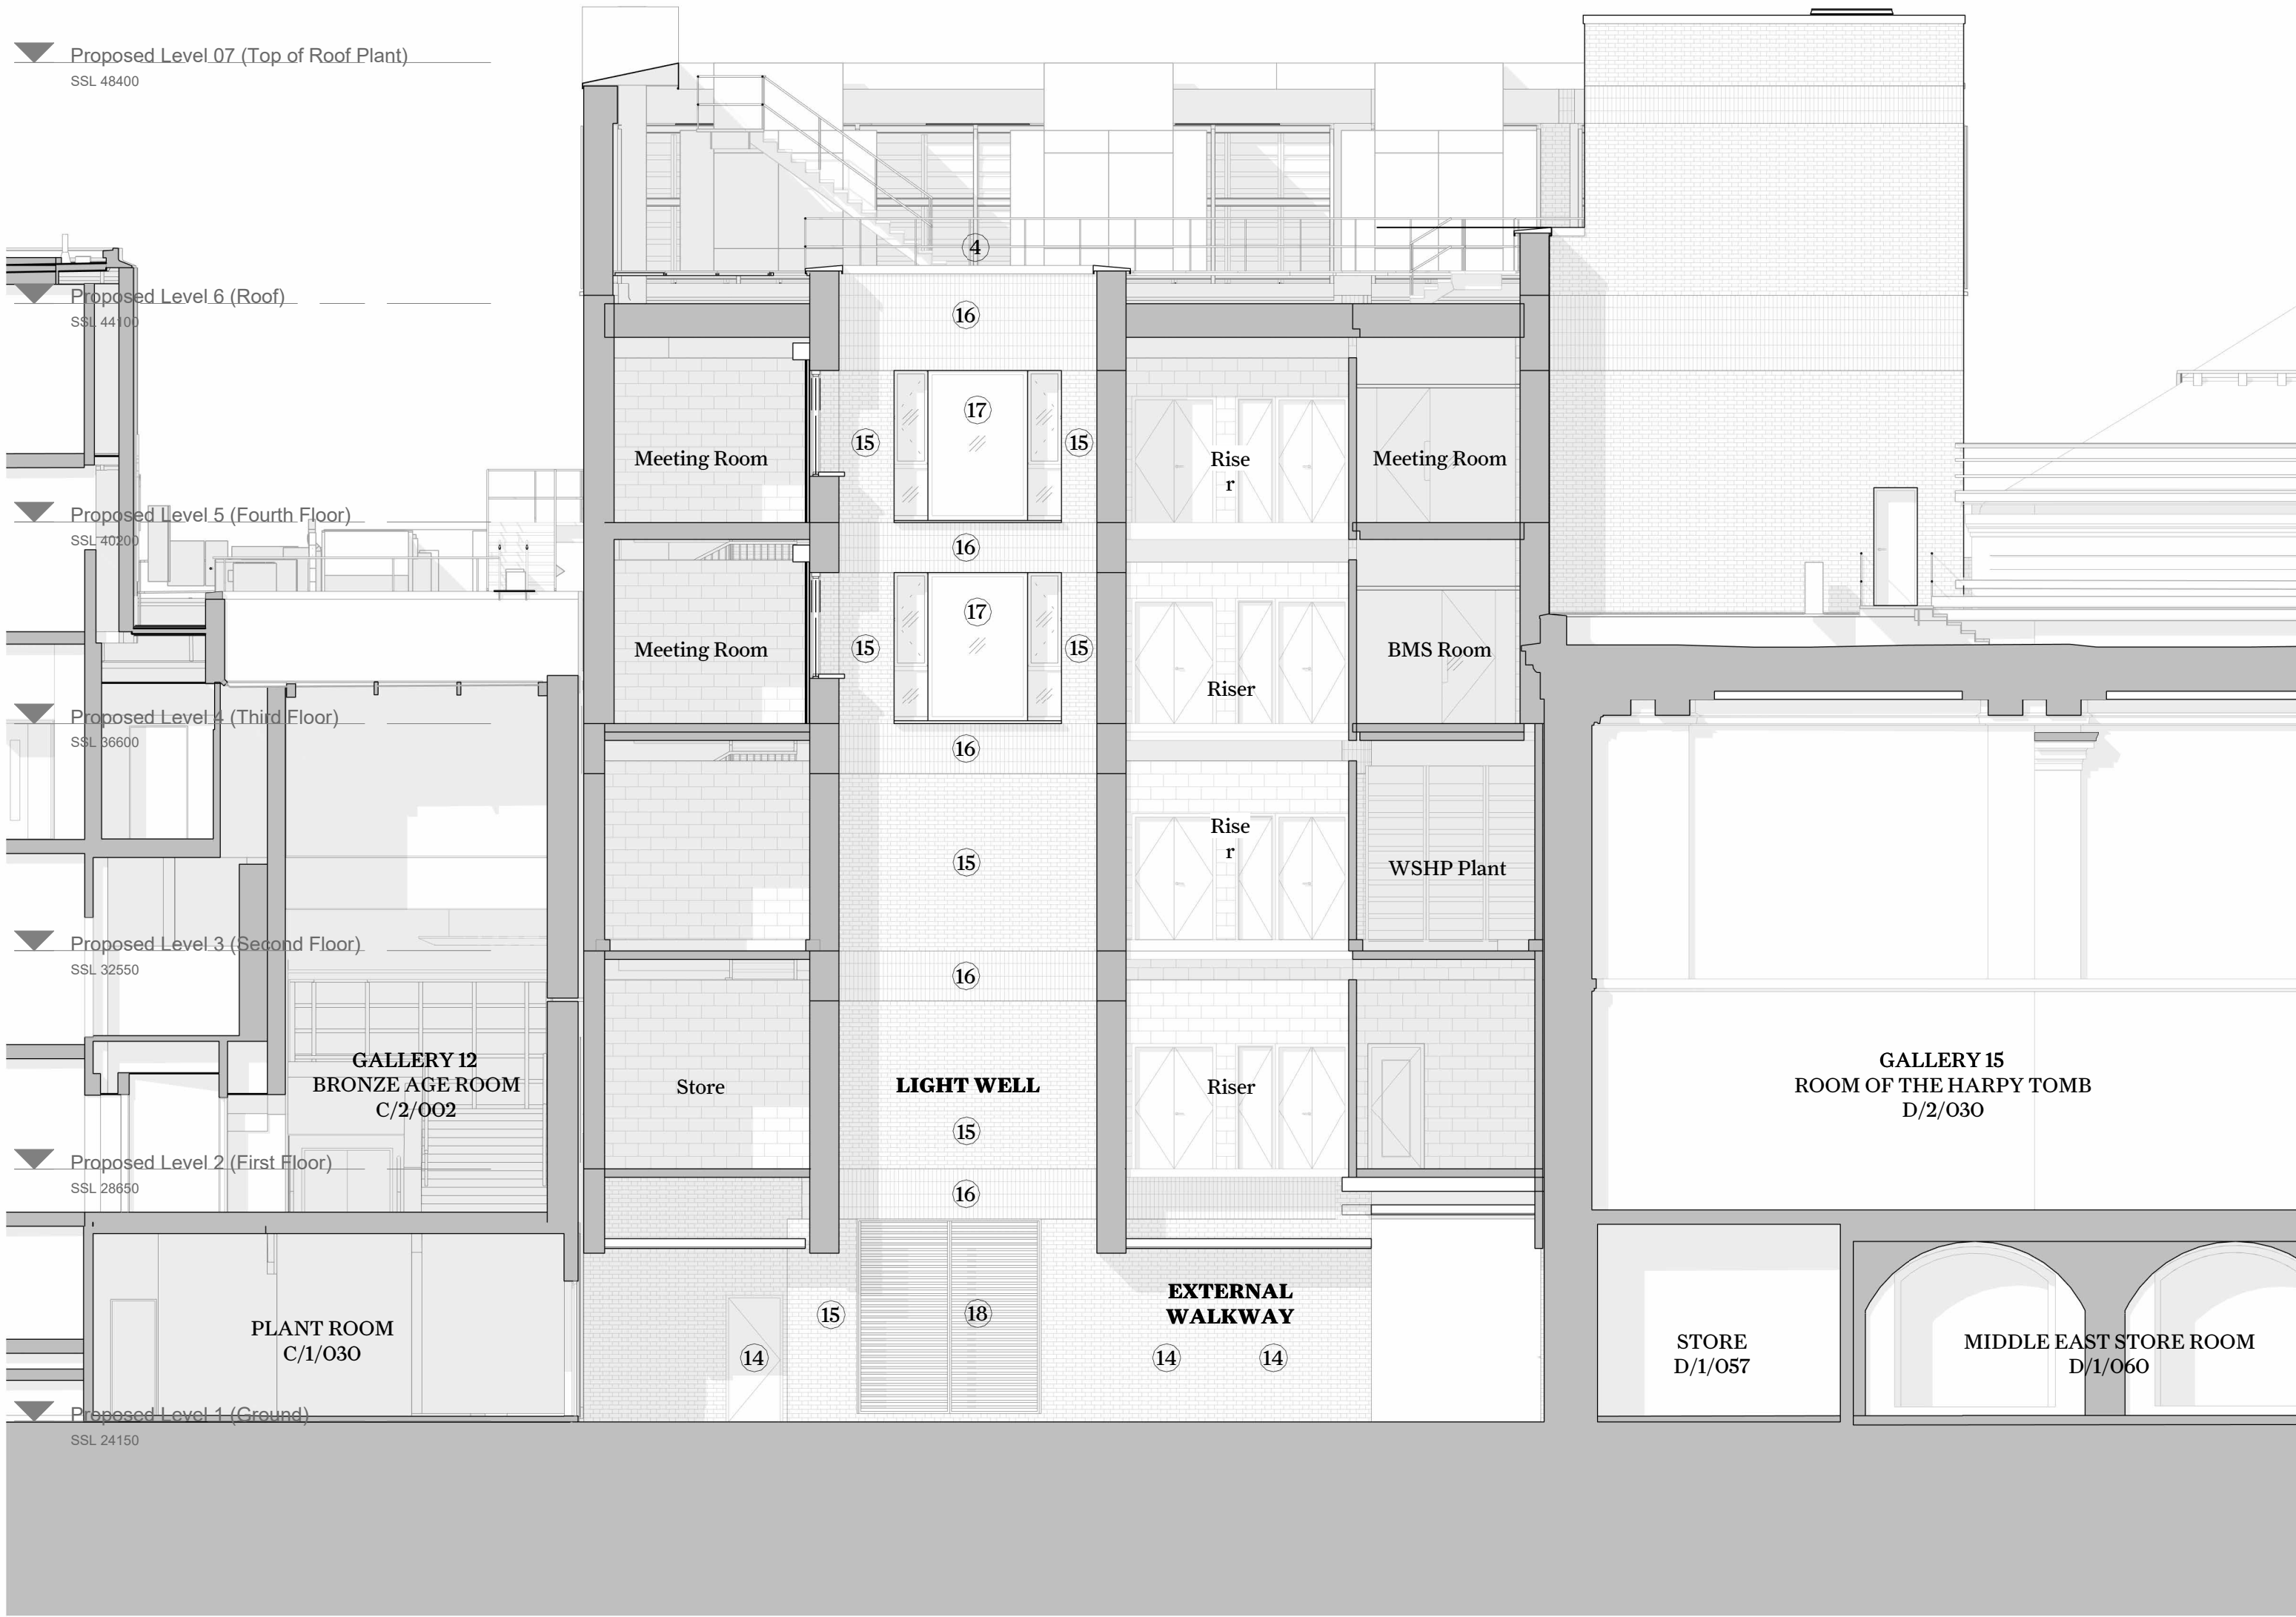 Proposed Level 07 (Top of Roof Plant)
SSL 48400
4
Proposed Level 6 (Roof)
SSL 44100
16
17
15
15
Meeting Room
Rise
r
Meeting Room
Proposed Level 5 (Fourth Floor)
SSL 40200
16
17
15
15
Meeting Room
BMS Room
Riser
Proposed Level 4 (Third Floor)
SSL 36600
16
Rise
r
15
WSHP Plant
Proposed Level 3 (Second Floor)
SSL 32550
16
GALLERY 12
BRONZE AGE ROOM
C/2/002
Store
LIGHT WELL
Riser
GALLERY 15
ROOM OF THE HARPY TOMB
D/2/030
15
Proposed Level 2 (First Floor)
SSL 28650
16
EXTERNAL
WALKWAY
15
18
PLANT ROOM
C/1/030
14
14
14
STORE
D/1/057
MIDDLE EAST STORE ROOM
D/1/060
Proposed Level 1 (Ground)
SSL 24150